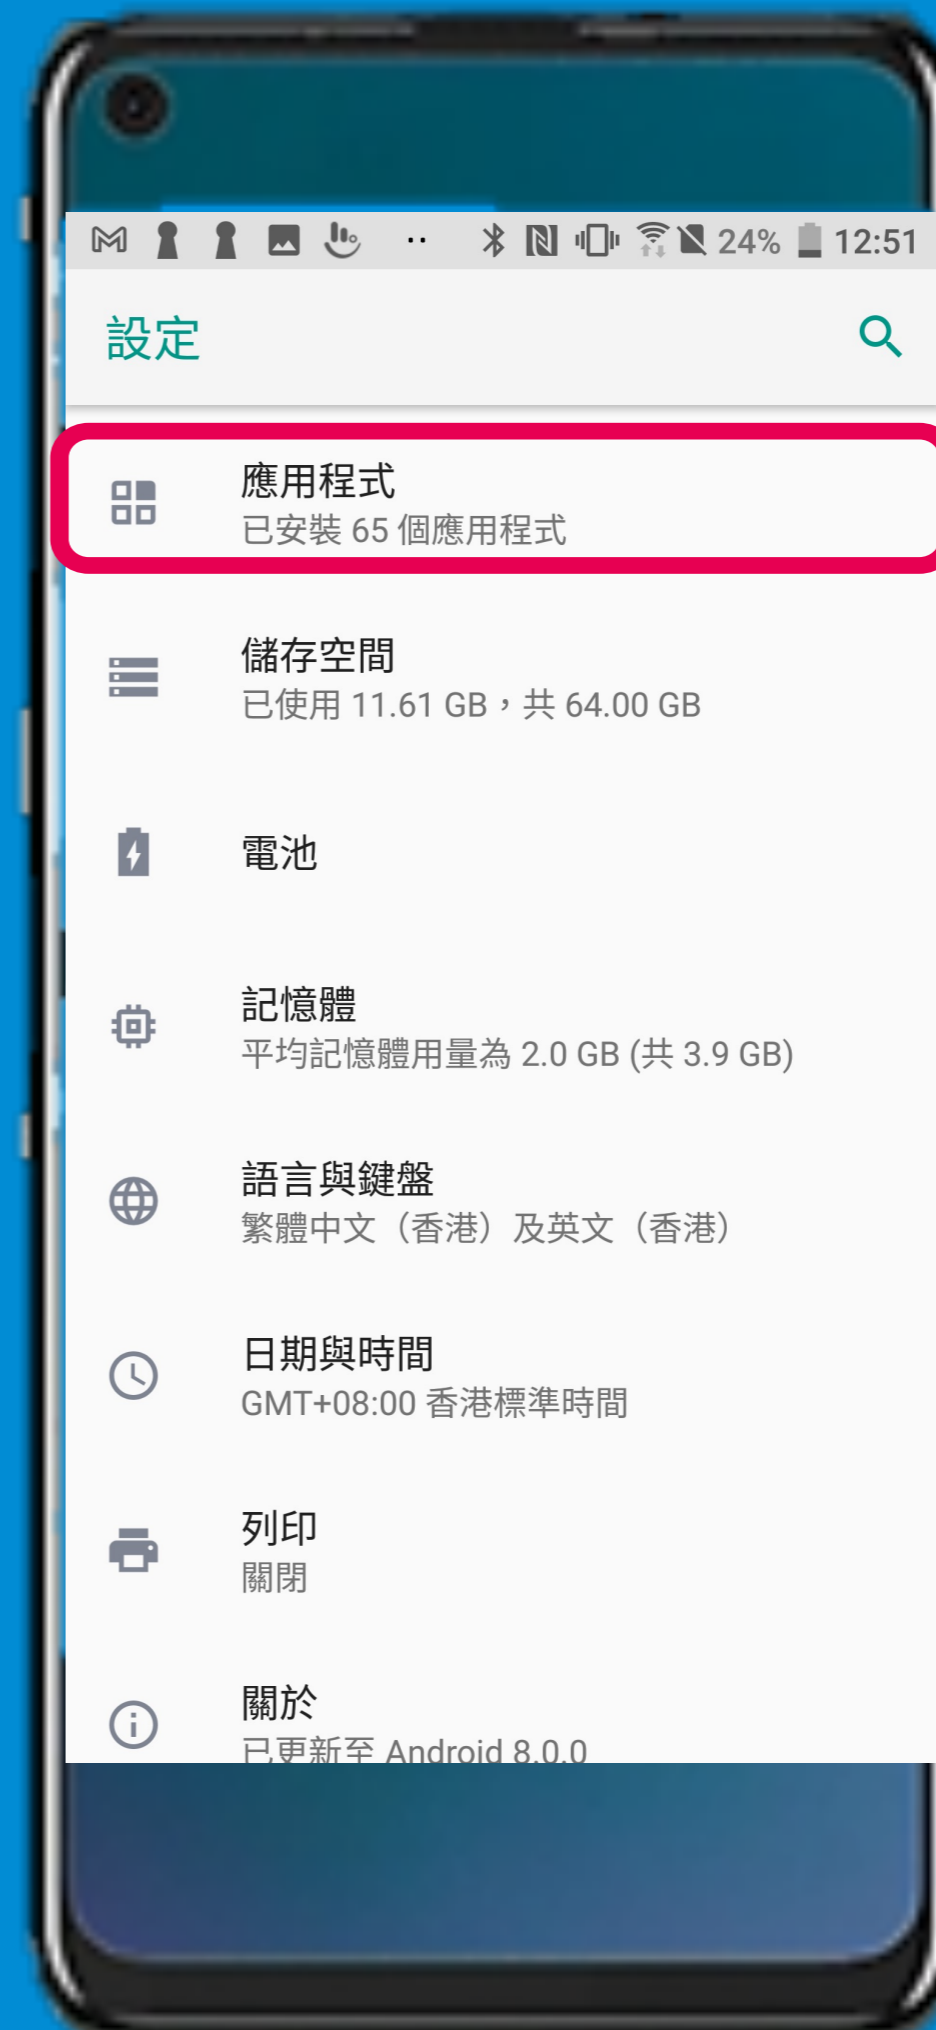 24% 12:51
設定
應用程式
已安裝 65 個應用程式
儲存空間
已使用 11.61 GB，共 64.00 GB
電池
記憶體
平均記憶體用量為 2.0 GB (共 3.9 GB)
語言與鍵盤
繁體中文（香港）及英文（香港）
日期與時間
GMT+08:00 香港標準時間
列印
關閉
關於
已更新至 Android 8.0.0